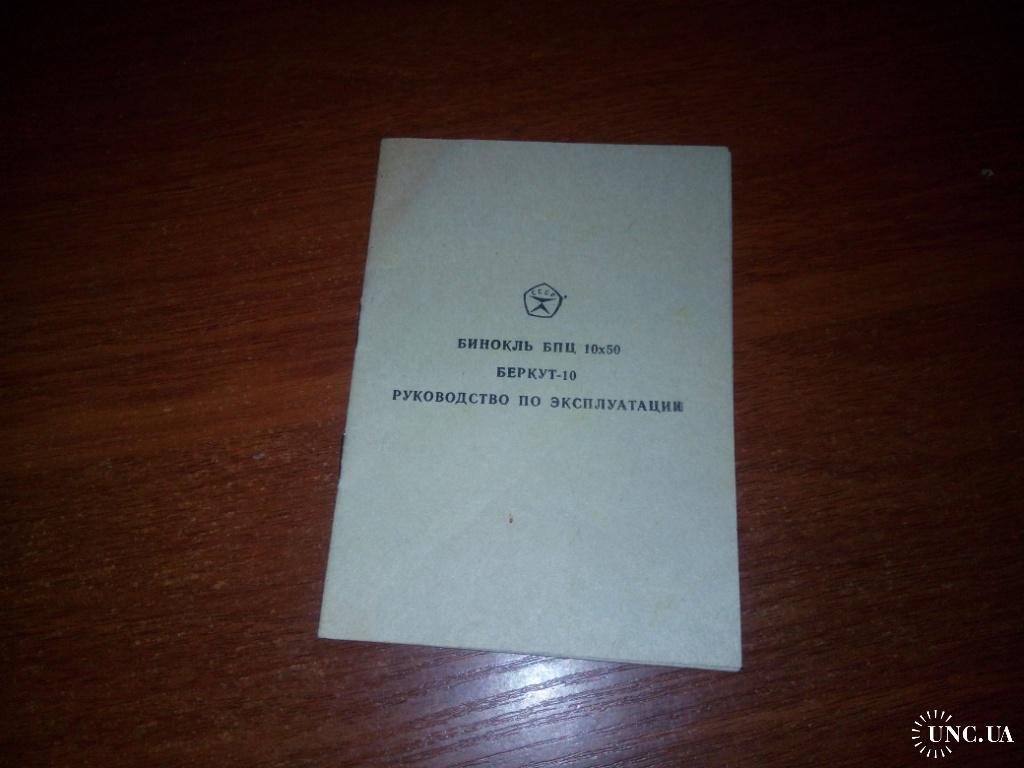 СССР
БИНОКЛЬ БПЦ 10х50
БЕРКУТ-10
РУКОВОДСТВО ПО ЭКСПЛУАТАЦИИ
UNC.UA